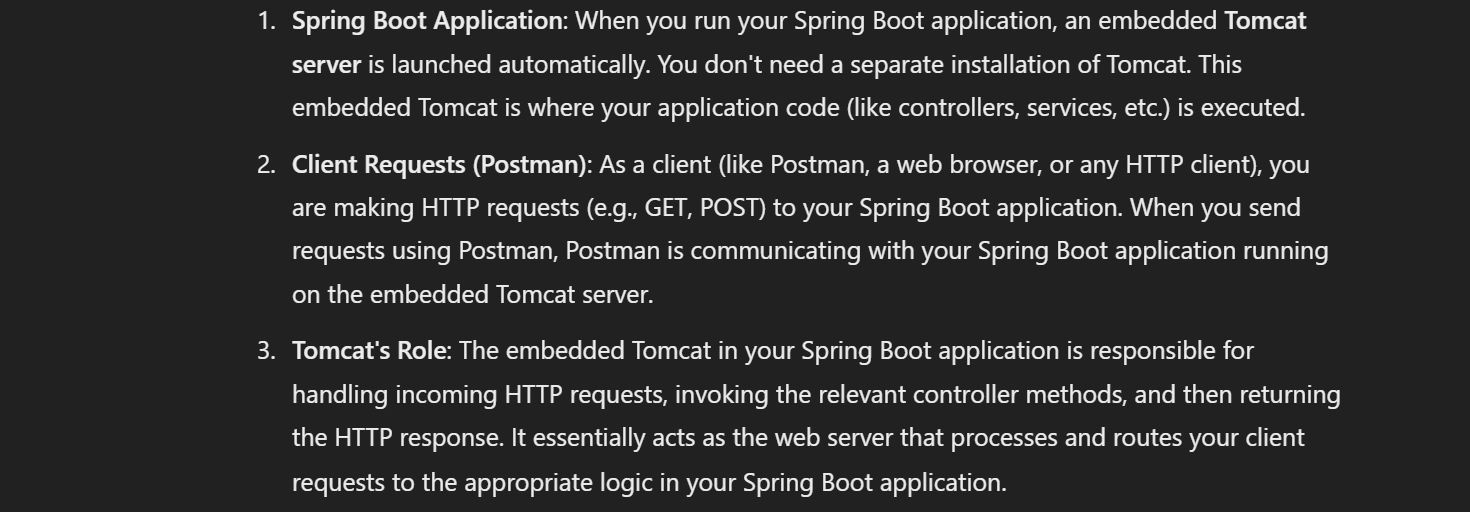 1. Spring Boot Application: When you run your Spring Boot application, an embedded Tomcat
server is launched automatically. You don't need a separate installation of Tomcat. This
embedded Tomcat is where your application code (like controllers, services, etc.) is executed.
2. Client Requests (Postman): As a client (like Postman, a web browser, or any HTTP client), you
are making HTTP requests (e.g., GET, POST) to your Spring Boot application. When you send
requests using Postman, Postman is communicating with your Spring Boot application running
on the embedded Tomcat server.
3. Tomcat's Role: The embedded Tomcat in your Spring Boot application is responsible for
handling incoming HTTP requests, invoking the relevant controller methods, and then returning
the HTTP response. It essentially acts as the web server that processes and routes your client
requests to the appropriate logic in your Spring Boot application.